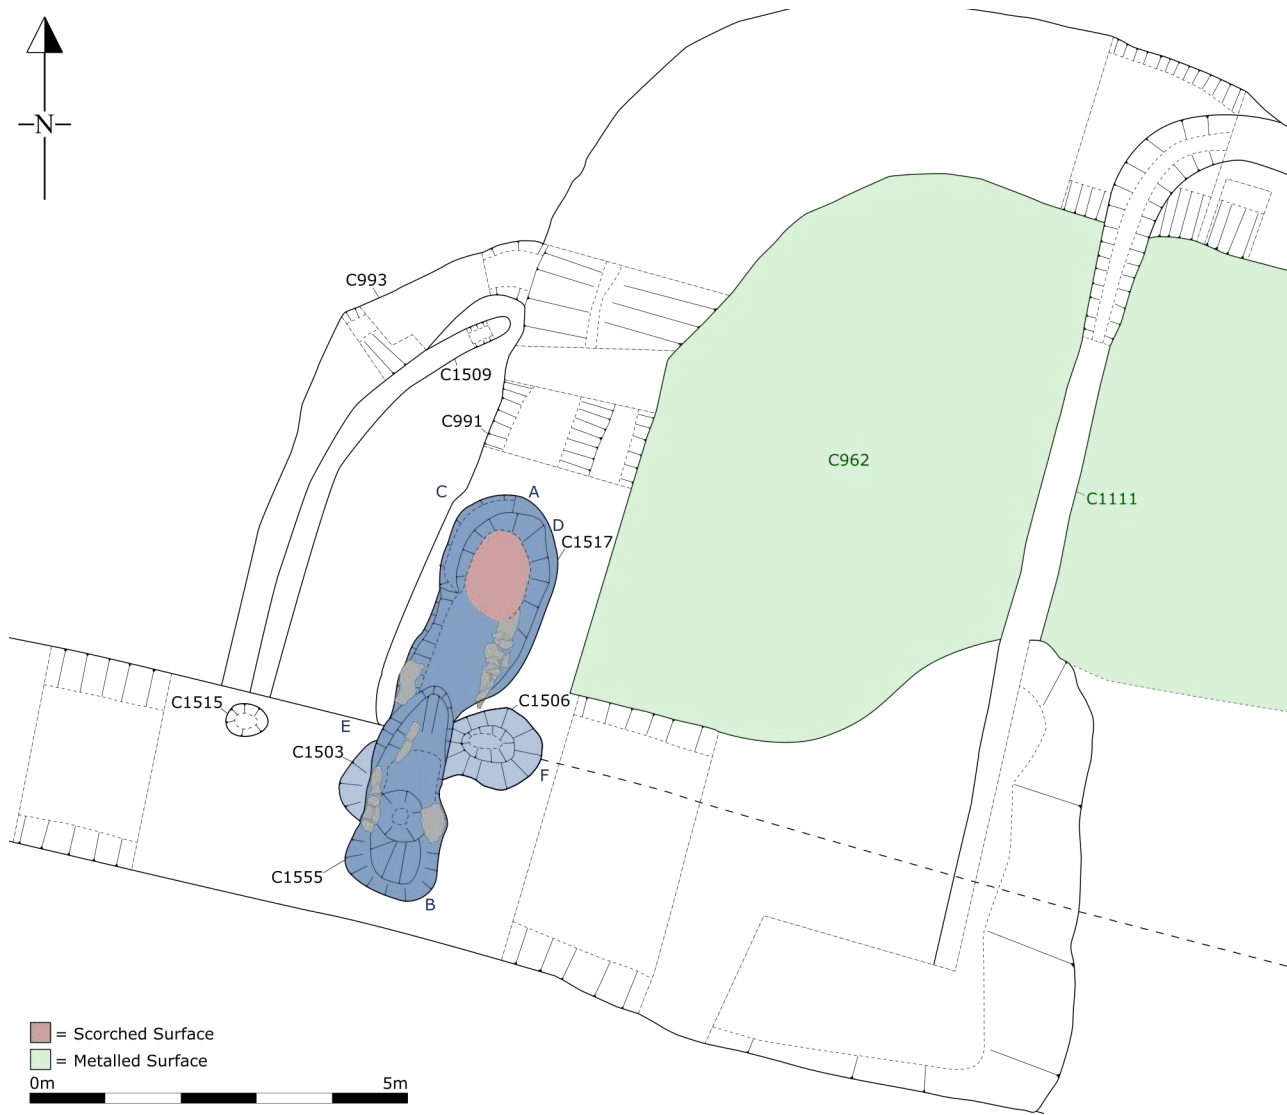 N
C993
C1509
C991
C962
C1111
C
A
D
C1517
C1515
C1506
E
C1503
F
C1555
B
= Scorched Surface
= Metalled Surface
0m 5m